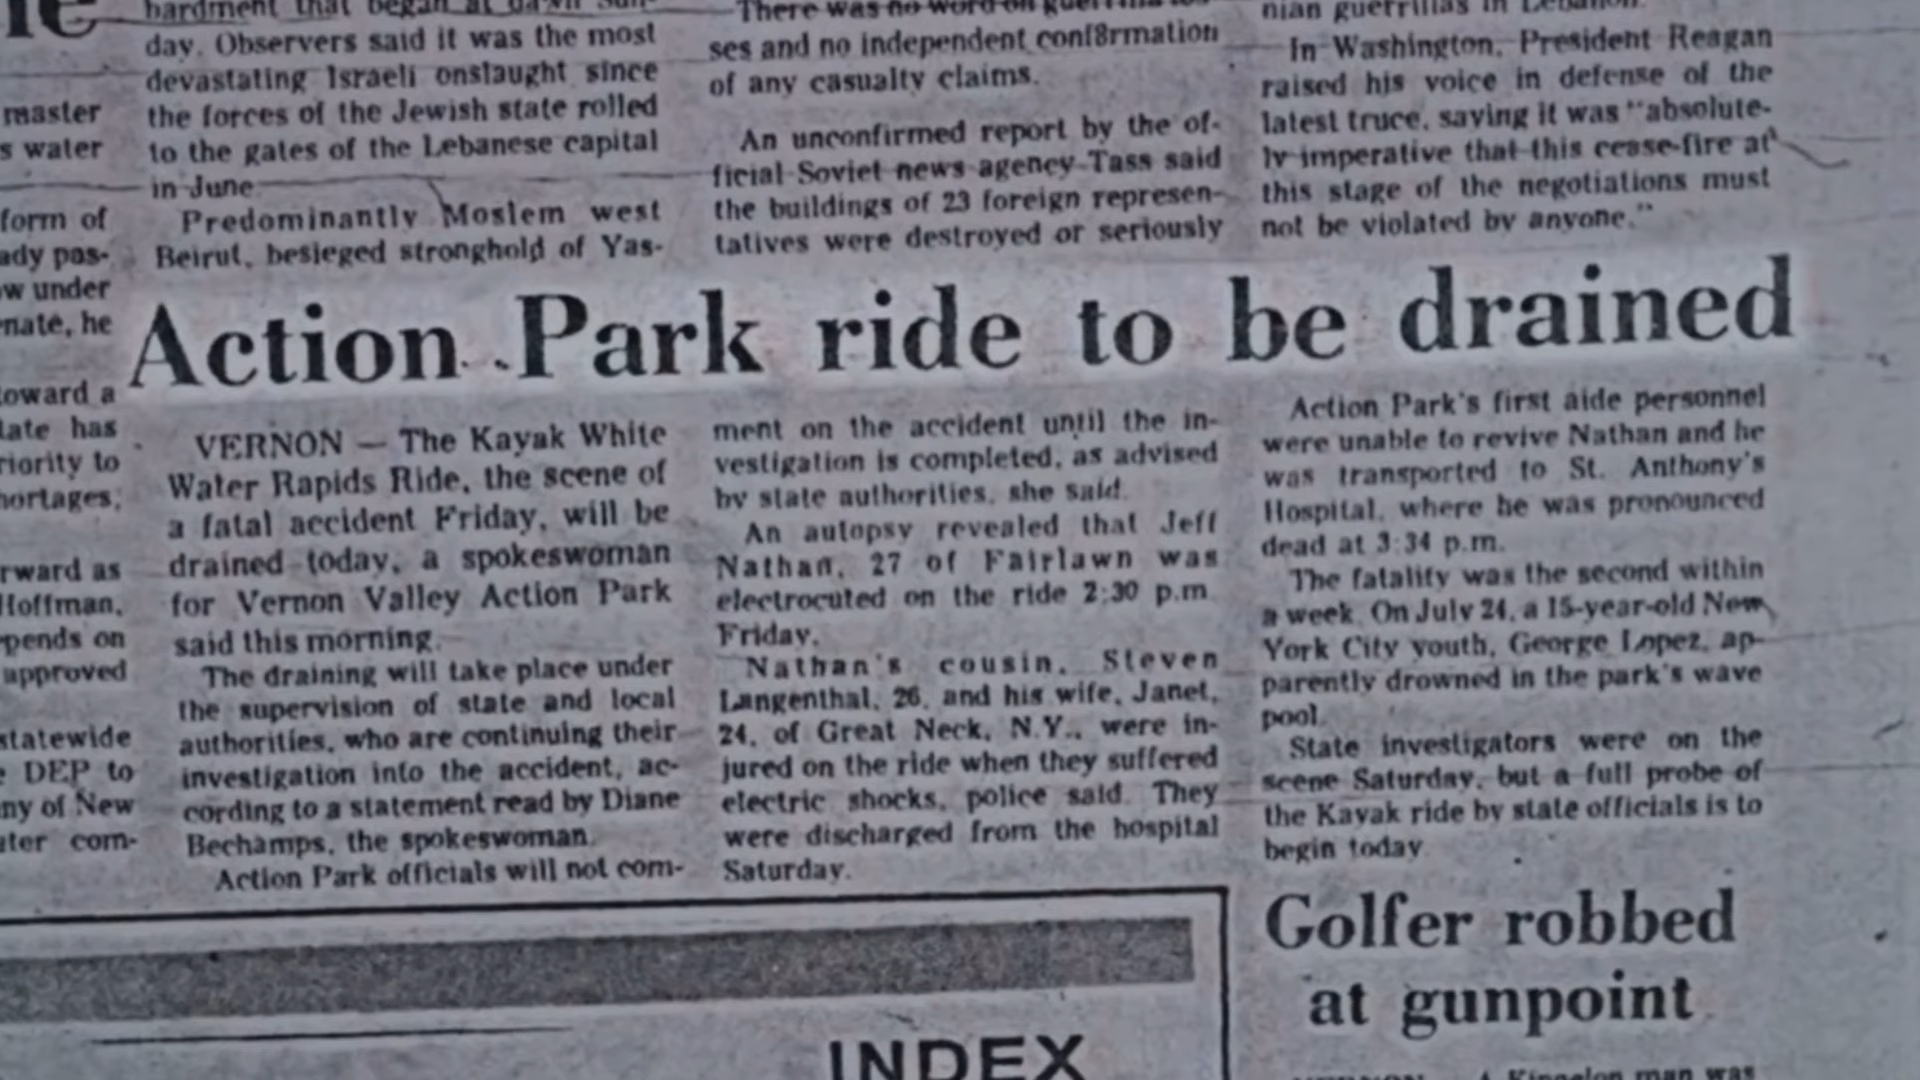 master
s water
form of
ady pas-
w under
nate, he
toward a
late has
riority to
hortages,
rward as
Hoffman,
pends on
approved
statewide
DEP to
ny of New
ater com-
bardment that began at dawn Sun-
day. Observers said it was the most
devastating Israeli onslaught since
the forces of the Jewish state rolled
to the gates of the Lebanese capital
in June
Predominantly Moslem west
Beirut, besieged stronghold of Yas-
There was no word on guerrilla los-
ses and no independent conf8rmation
of any casualty claims.
An unconfirmed report by the of-
ficial Soviet news agency Tass said
the buildings of 23 foreign represen-
tatives were destroyed or seriously
nian guerrillas in Lebanon.
In Washington, President Reagan
raised his voice in defense of the
latest truce, saying it was "absolute-
ly imperative that this cease-fire at
this stage of the negotiations must
not be violated by anyone."
Action Park ride to be drained
VERNON — The Kayak White
Water Rapids Ride, the scene of
a fatal accident Friday, will be
drained today, a spokeswoman
for Vernon Valley Action Park
said this morning.
The draining will take place under
the supervision of state and local
authorities, who are continuing their
investigation into the accident, ac-
cording to a statement read by Diane
Bechamps, the spokeswoman.
Action Park officials will not com-
ment on the accident until the in-
vestigation is completed, as advised
by state authorities, she said.
An autopsy revealed that Jeff
Nathan, 27 of Fairlawn was
electrocuted on the ride 2:30 p.m.
Friday.
Nathan's cousin, Steven
Langenthal, 26, and his wife, Janet,
24, of Great Neck, N.Y., were in-
jured on the ride when they suffered
electric shocks, police said. They
were discharged from the hospital
Saturday.
Action Park's first aide personnel
were unable to revive Nathan and he
was transported to St. Anthony's
Hospital, where he was pronounced
dead at 3:34 p.m.
The fatality was the second within
a week. On July 24, a 15-year-old New
York City youth, George Lopez, ap-
parently drowned in the park's wave
pool.
State investigators were on the
scene Saturday, but a full probe of
the Kayak ride by state officials is to
begin today.
Golfer robbed
at gunpoint
man was
INDEX